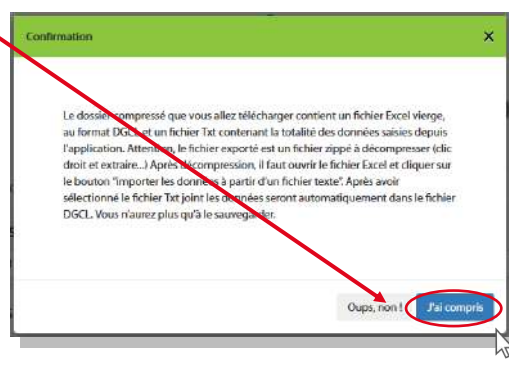 Confirmation
Le dossier compressé que vous allez télécharger contient un fichier Excel vierge,
au format DGCL et un fichier Txt contenant la totalité des données saisies depuis
l'application. Attention, le fichier exporté est un fichier zippé à décompresser (clic
droit et extraire...) Après décompression, il faut ouvrir le fichier Excel et cliquer sur
le bouton "importer les données à partir d'un fichier texte". Après avoir
sélectionné le fichier Txt joint les données seront automatiquement dans le fichier
DGCL. Vous n'aurez plus qu'à le sauvegarder.
Oups, non !
J'ai compris